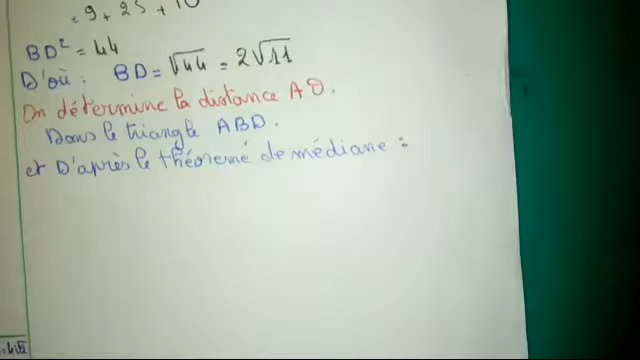 = 9 + 25 + 10
BD² = 44
D'où : BD = √44 = 2√11
On détermine la distance AO.
Dans le triangle ABD.
et D'après le théoremé de médiane :